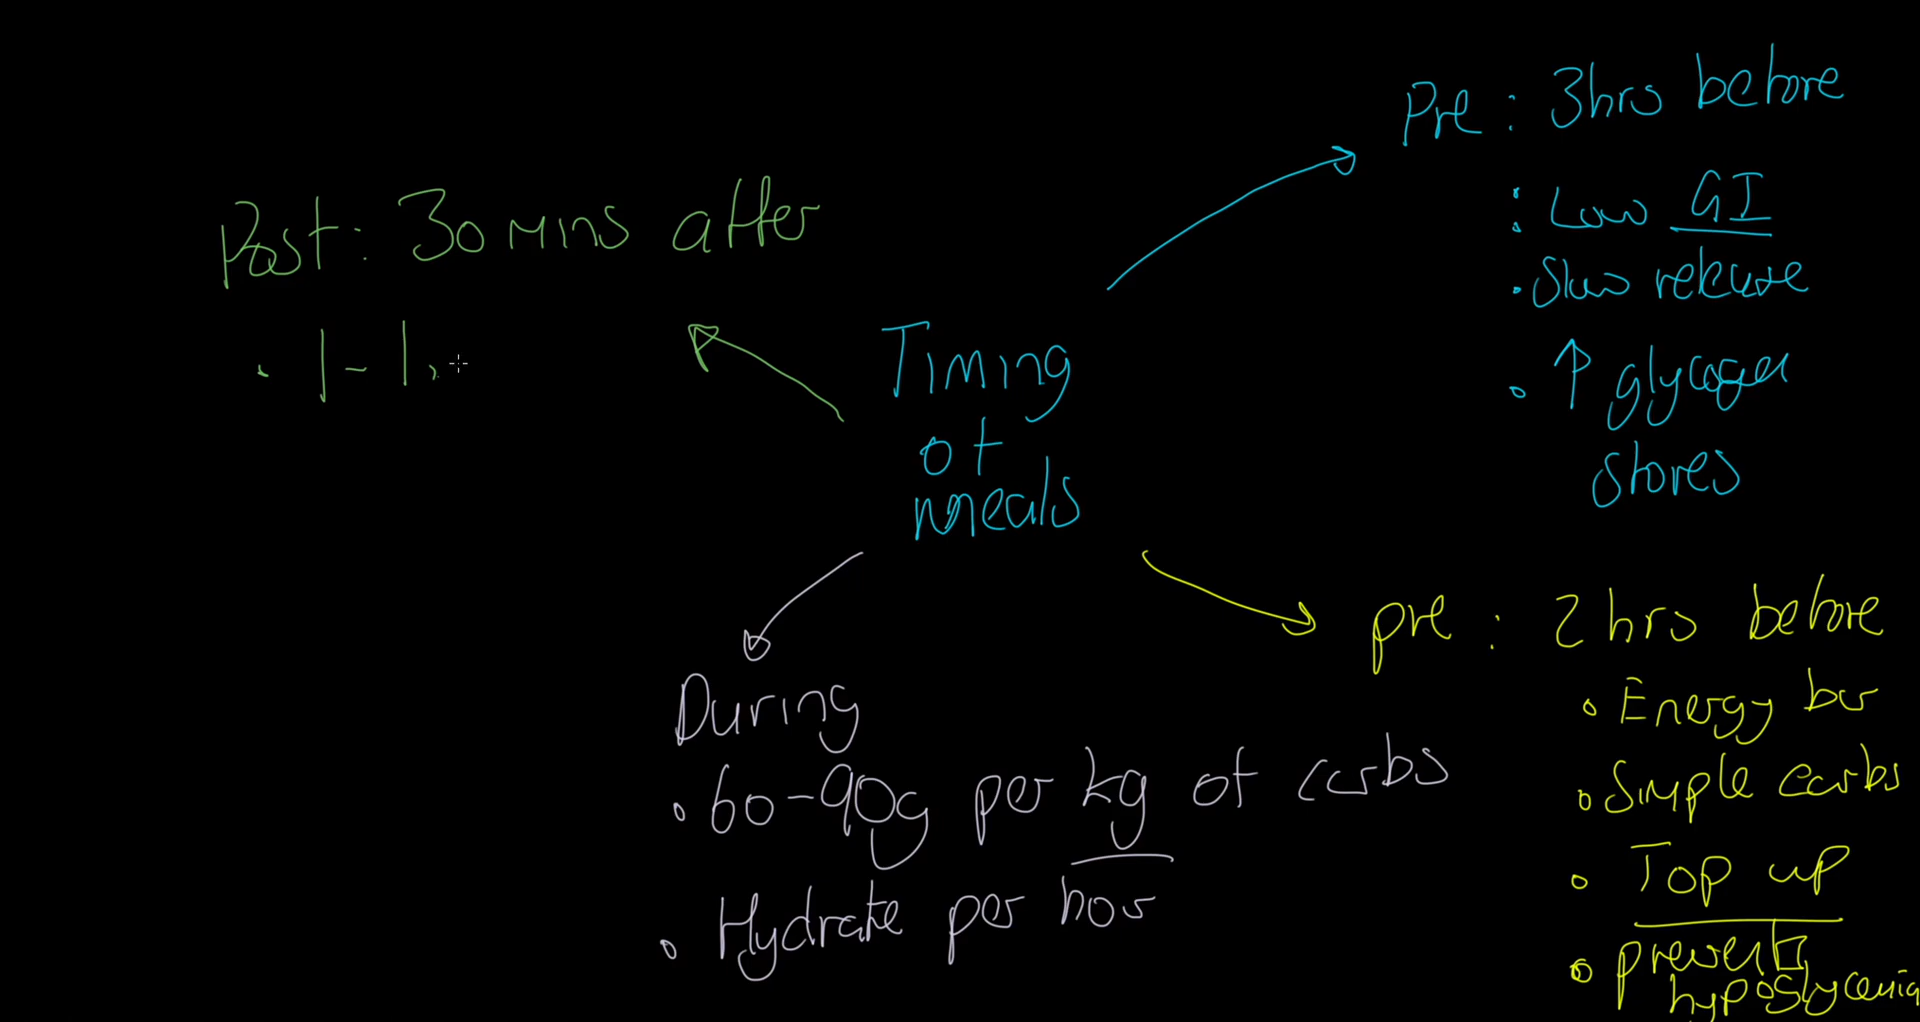 Timing
of
meals
Pre : 3hrs before
: Low GI
• Slow release
• ↑ glycogen
stores
pre : 2 hrs before
• Energy bar
• Simple carbs
• Top up
• prevents
hypoglycemia
During
• 60-90g per kg of carbs
• Hydrate per hour
Post: 30 mins after
• 1-1.